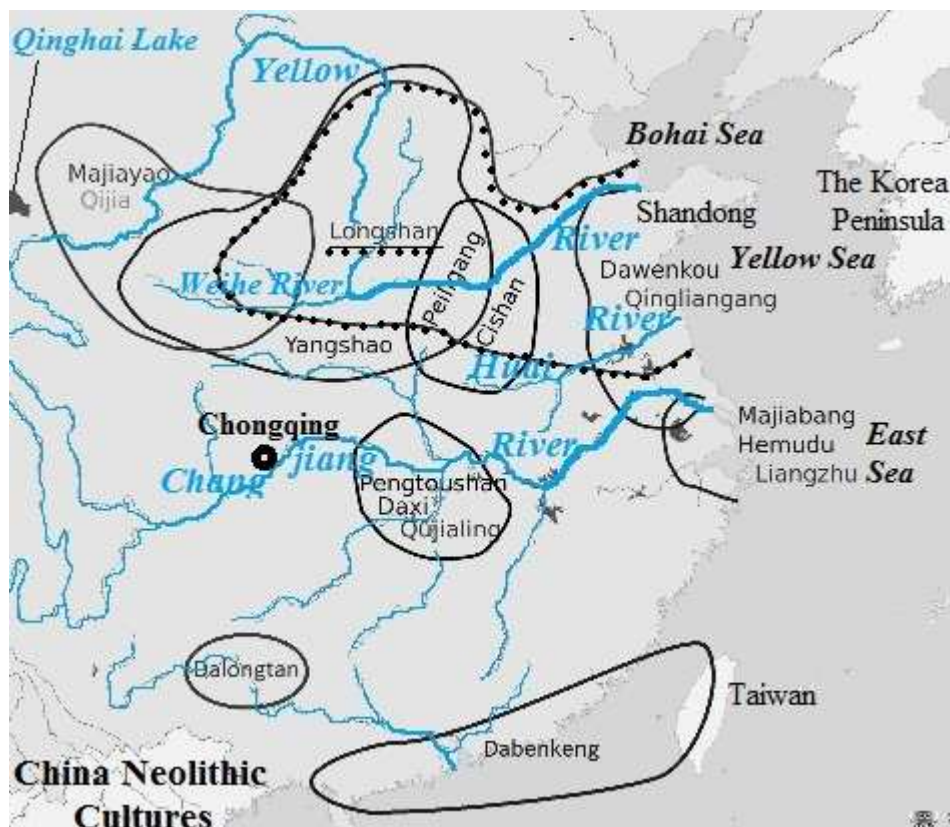 Qinghai Lake
Yellow
Bohai Sea
Majiayao
Qijia
The Korea
Peninsula
Shandong
Longshan
River
Yellow Sea
Dawenkou
Qingliangang
Weihe River
Peiligang
Cishan
River
Yangshao
Huai
Chongqing
Majiabang
Hemudu
Liangzhu
East
Sea
River
Chang jiang
Pengtoushan
Daxi
Qujialing
Dalongtan
Taiwan
Dabenkeng
China Neolithic
Cultures